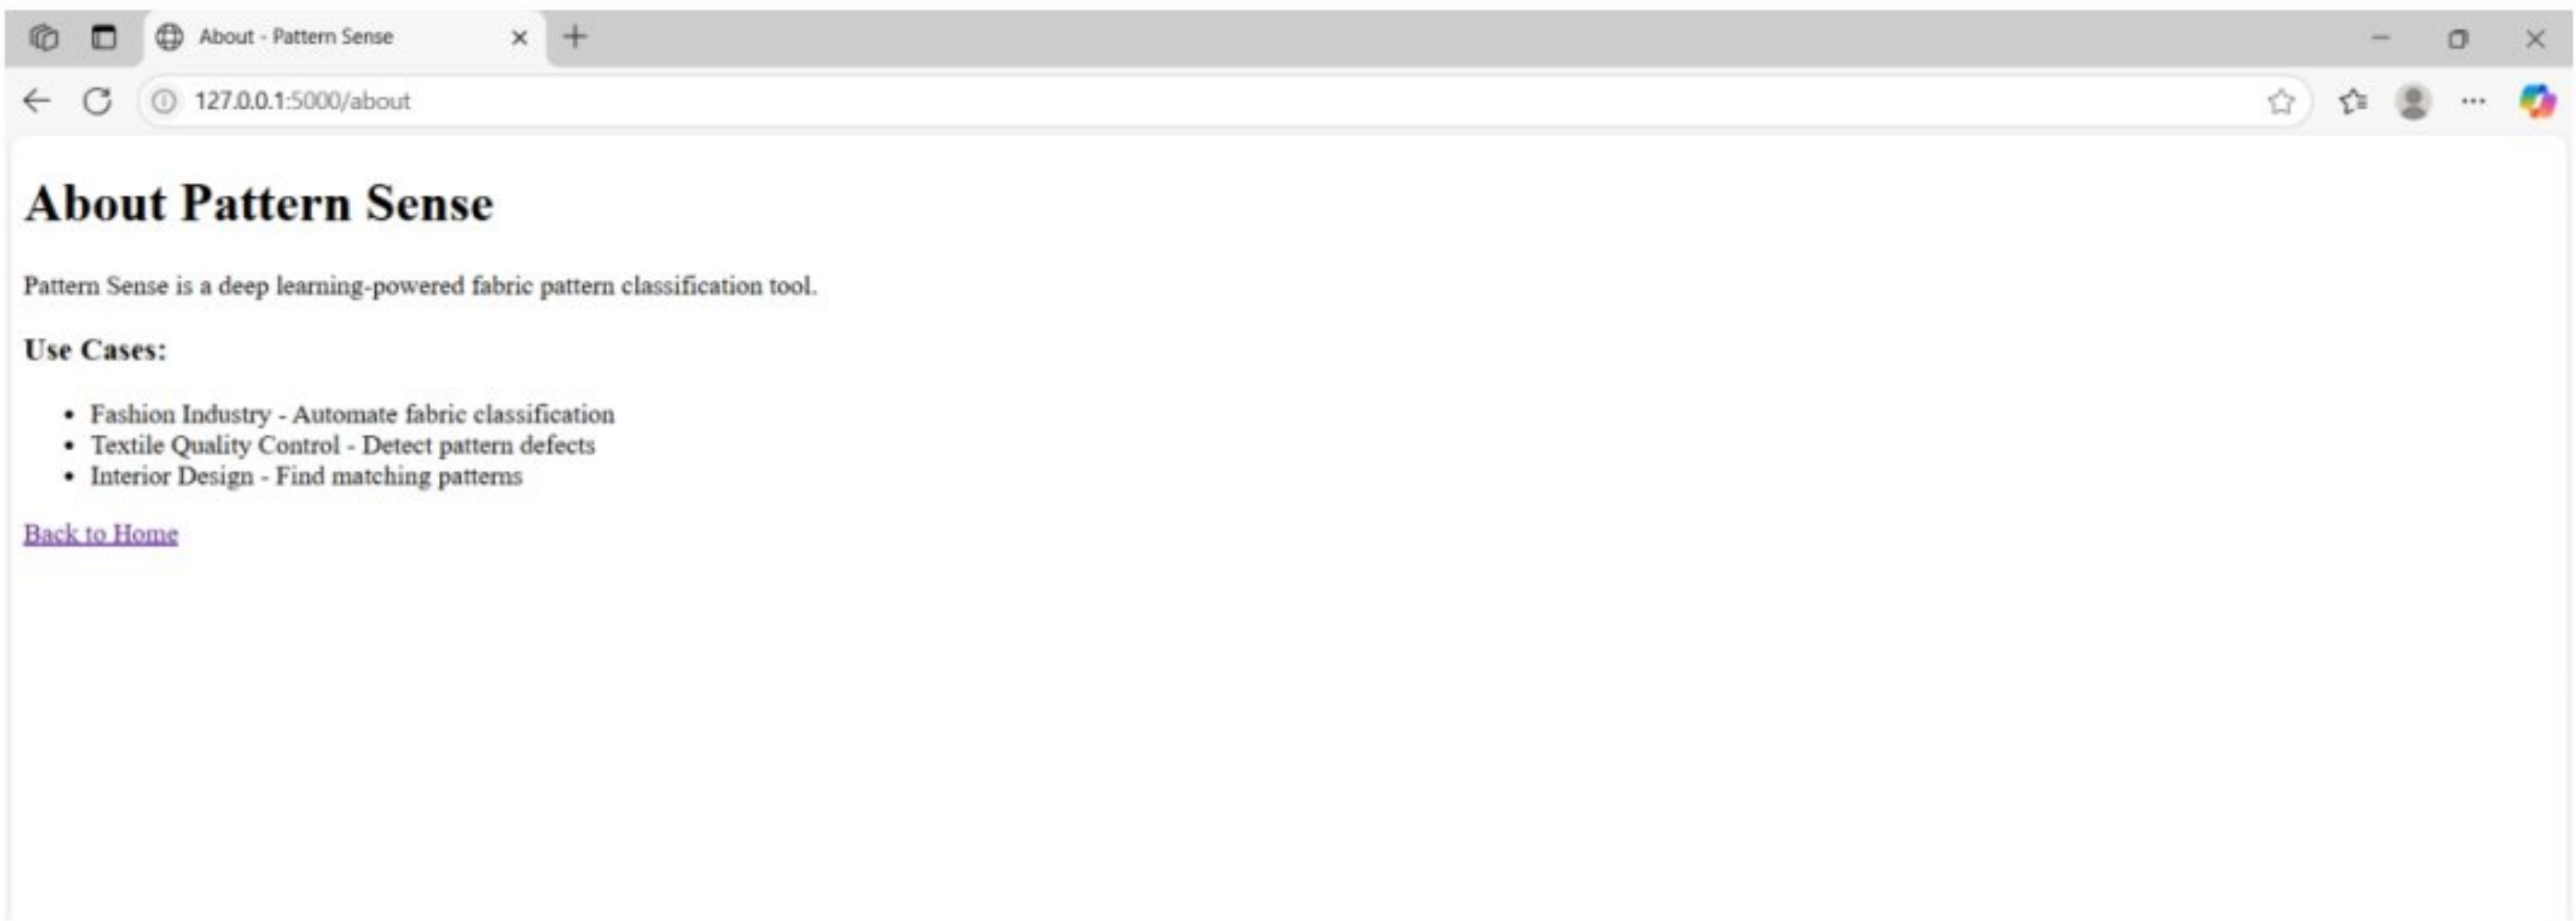 About - Pattern Sense
127.0.0.1:5000/about
About Pattern Sense
Pattern Sense is a deep learning-powered fabric pattern classification tool.
Use Cases:
• Fashion Industry - Automate fabric classification
• Textile Quality Control - Detect pattern defects
• Interior Design - Find matching patterns
Back to Home